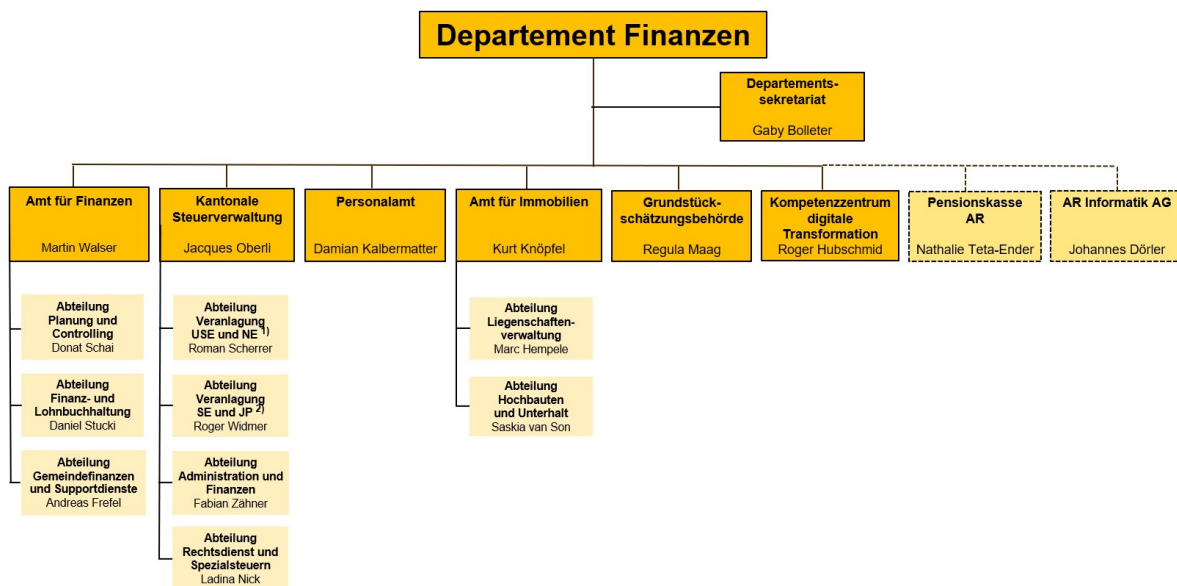 Departement Finanzen
Departements-
sekretariat
Gaby Bolleter
Amt für Finanzen
Martin Walser
Kantonale
Steuerverwaltung
Jacques Oberli
Personalamt
Damian Kalbermatter
Amt für Immobilien
Kurt Knöpfel
Grundstück-
schätzungsbehörde
Regula Maag
Kompetenzzentrum
digitale
Transformation
Roger Hubschmid
Pensionskasse
AR
Nathalie Teta-Ender
AR Informatik AG
Johannes Dörler
Abteilung
Planung und
Controlling
Donat Schai
Abteilung
Finanz- und
Lohnbuchhaltung
Daniel Stucki
Abteilung
Gemeindefinanzen
und Supportdienste
Andreas Frefel
Abteilung
Veranlagung
USE und NE 1)
Roman Scherrer
Abteilung
Veranlagung
SE und JP 2)
Roger Widmer
Abteilung
Administration und
Finanzen
Fabian Zähner
Abteilung
Rechtsdienst und
Spezialsteuern
Ladina Nick
Abteilung
Liegenschaften-
verwaltung
Marc Hempele
Abteilung
Hochbauten
und Unterhalt
Saskia van Son